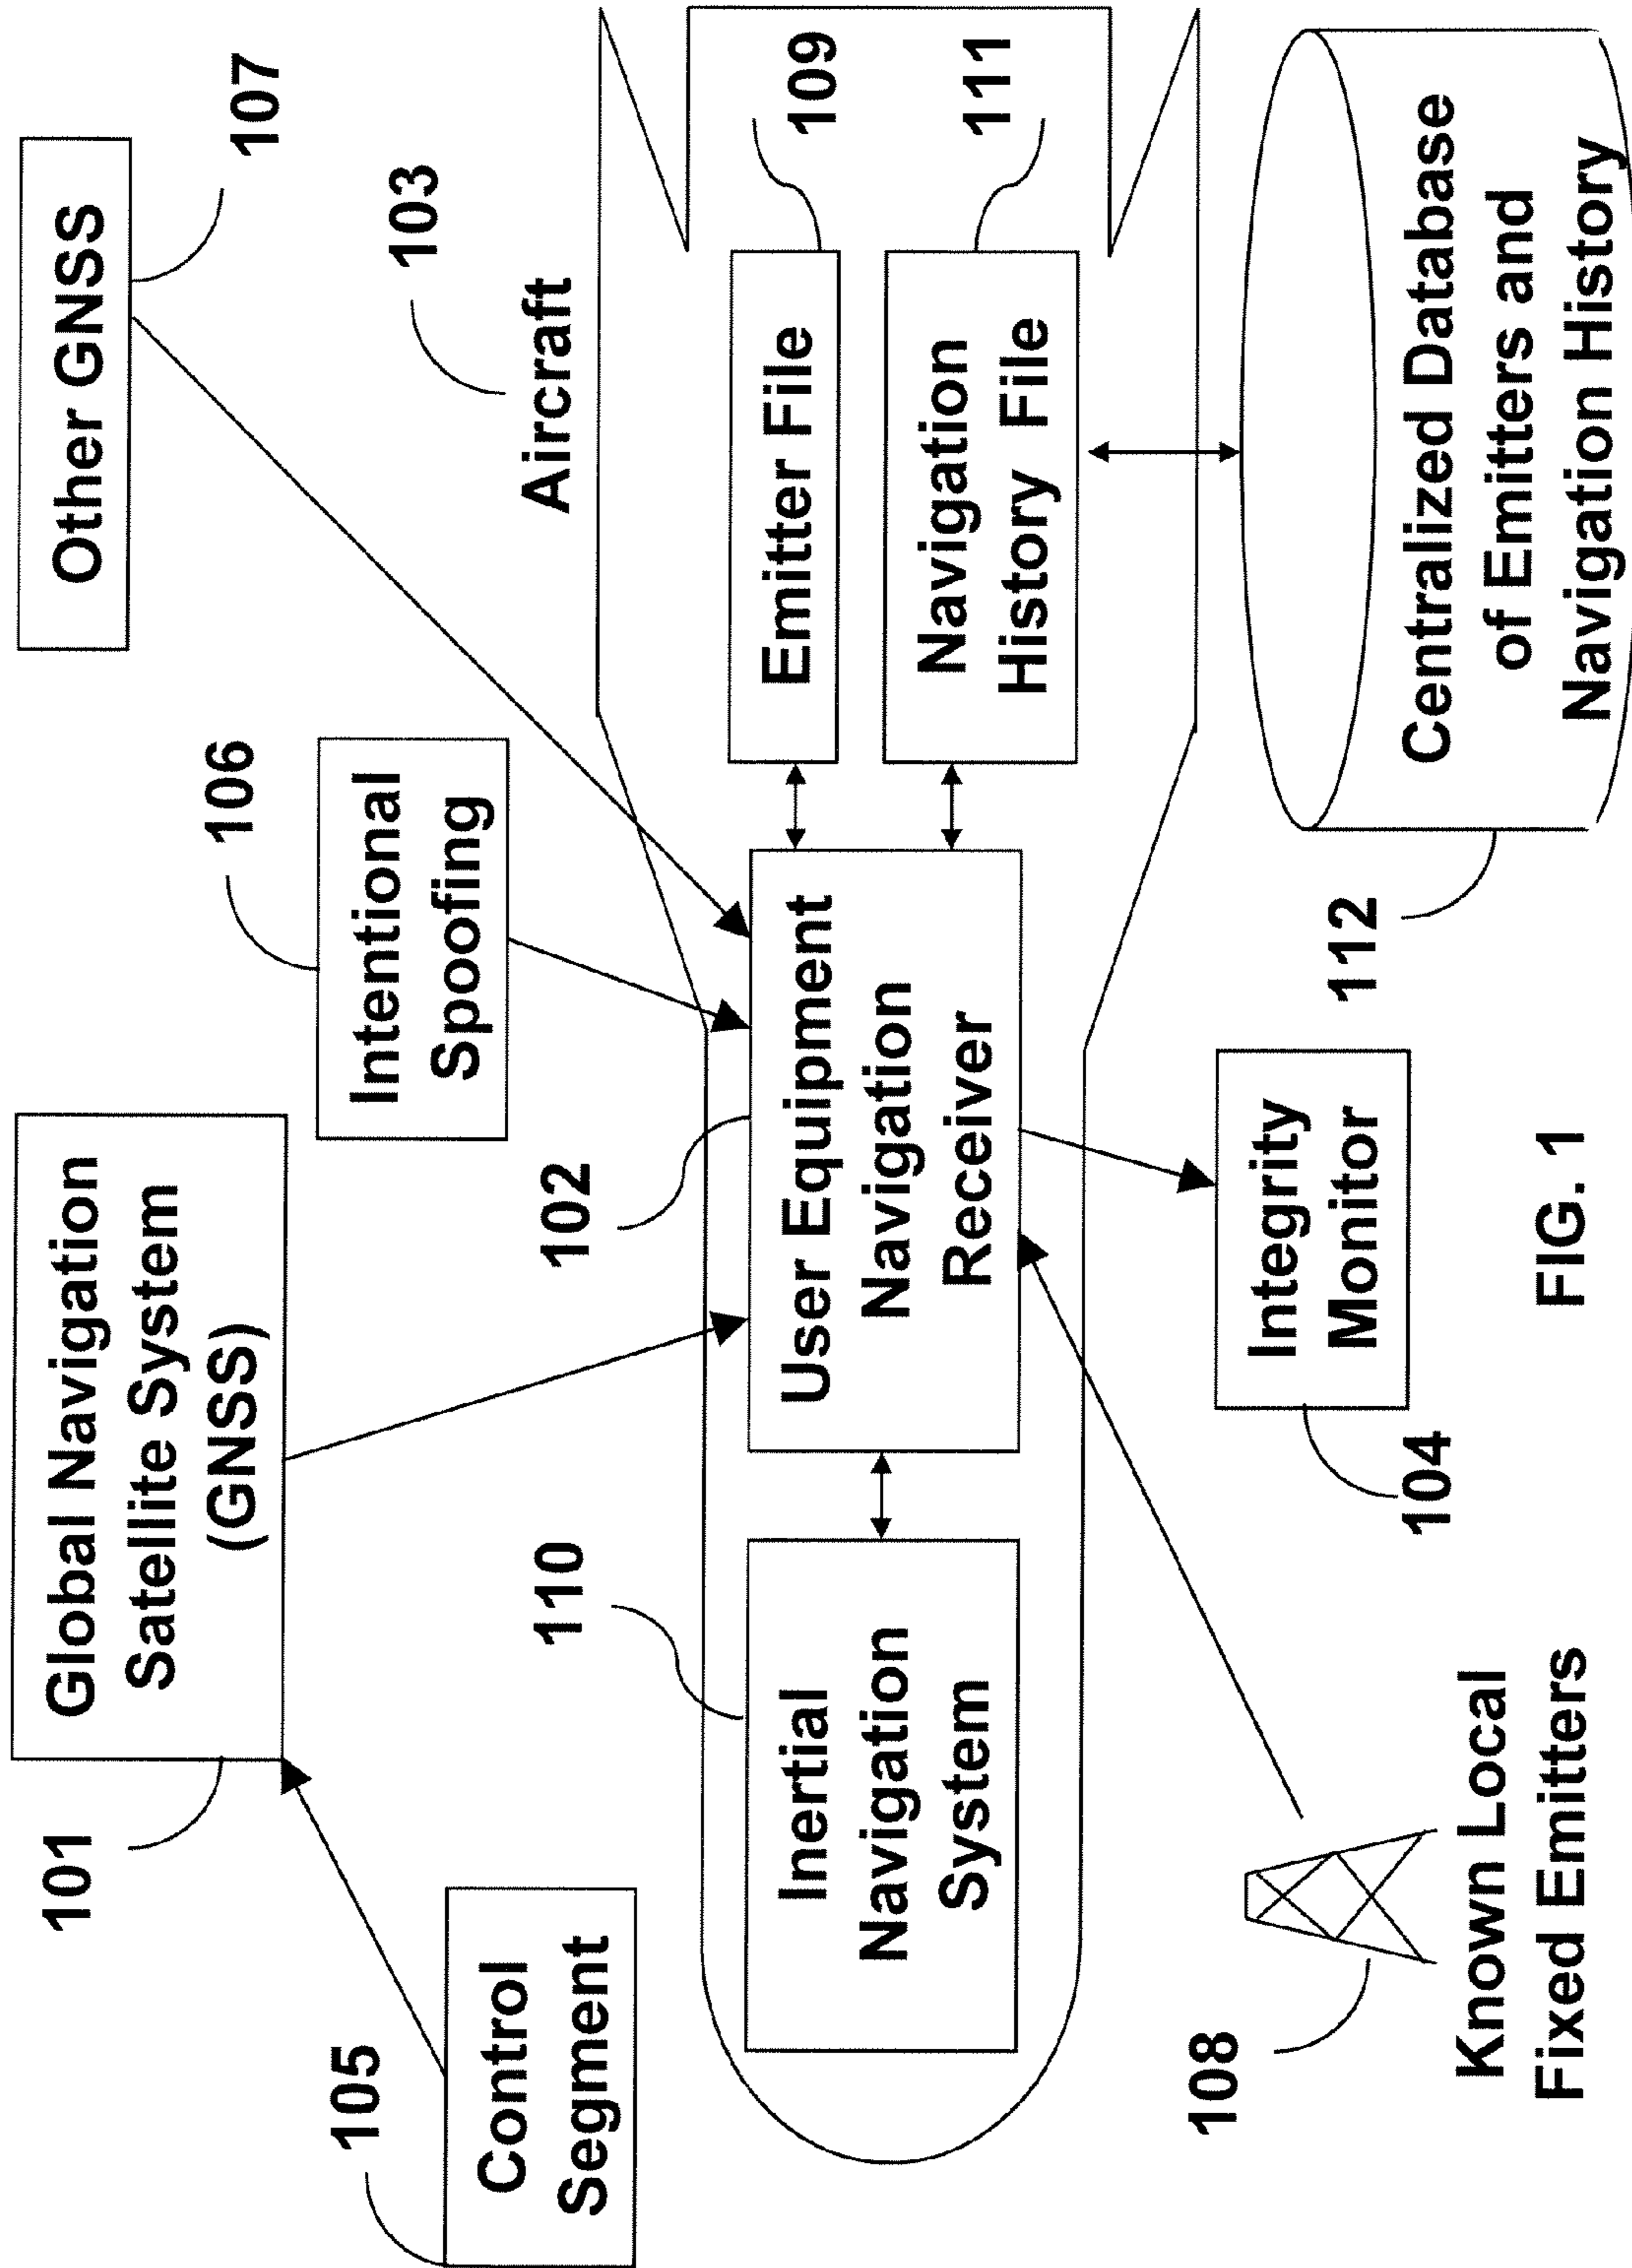 Other GNSS
107
Global Navigation
Satellite System
(GNSS)
101
106
Intentional
Spoofing
103
Aircraft
105
Control
Segment
110
102
Inertial
Navigation
System
User Equipment
Navigation
Receiver
Emitter File
109
Navigation
History File
111
108
Known Local
Fixed Emitters
Integrity
Monitor
104
112
Centralized Database
of Emitters and
Navigation History
FIG. 1